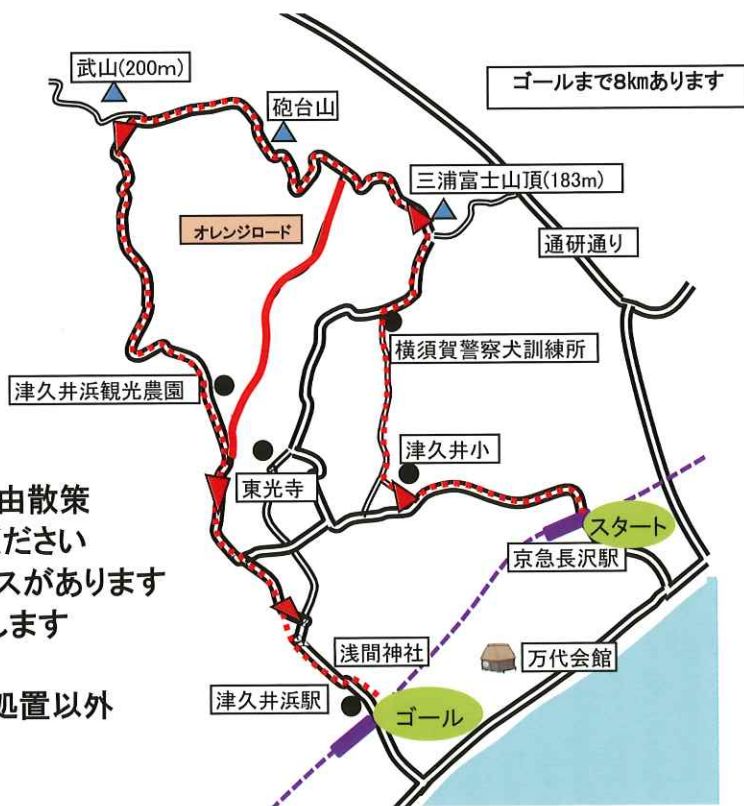 武山(200m)
ゴールまで8kmあります
砲台山
三浦富士山頂(183m)
オレンジロード
通研通り
横須賀警察犬訓練所
津久井浜観光農園
津久井小
東光寺
由散策
ださい
スタート
スがあります
京急長沢駅
します
浅間神社
万代会館
津久井浜駅
処置以外
ゴール